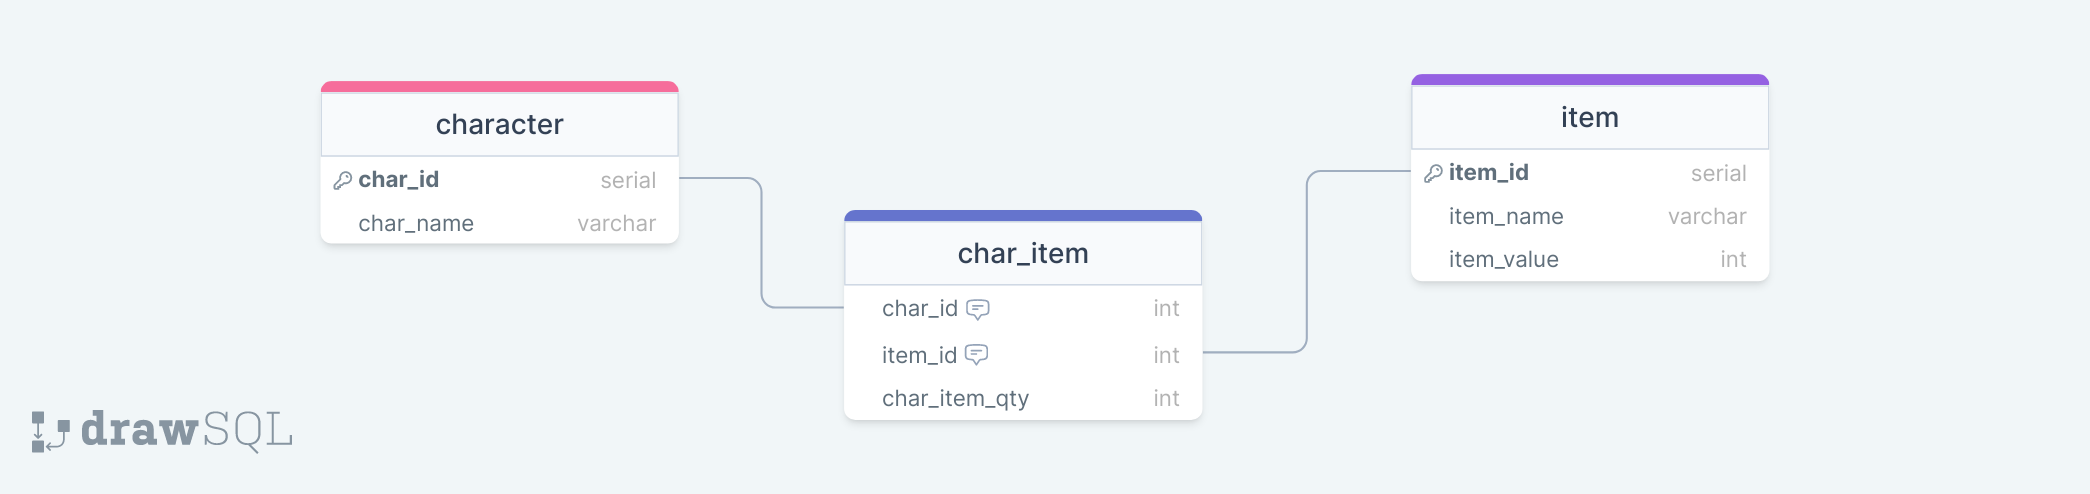 character
char_id serial
char_name varchar
char_item
char_id int
item_id int
char_item_qty int
item
item_id serial
item_name varchar
item_value int
drawSQL